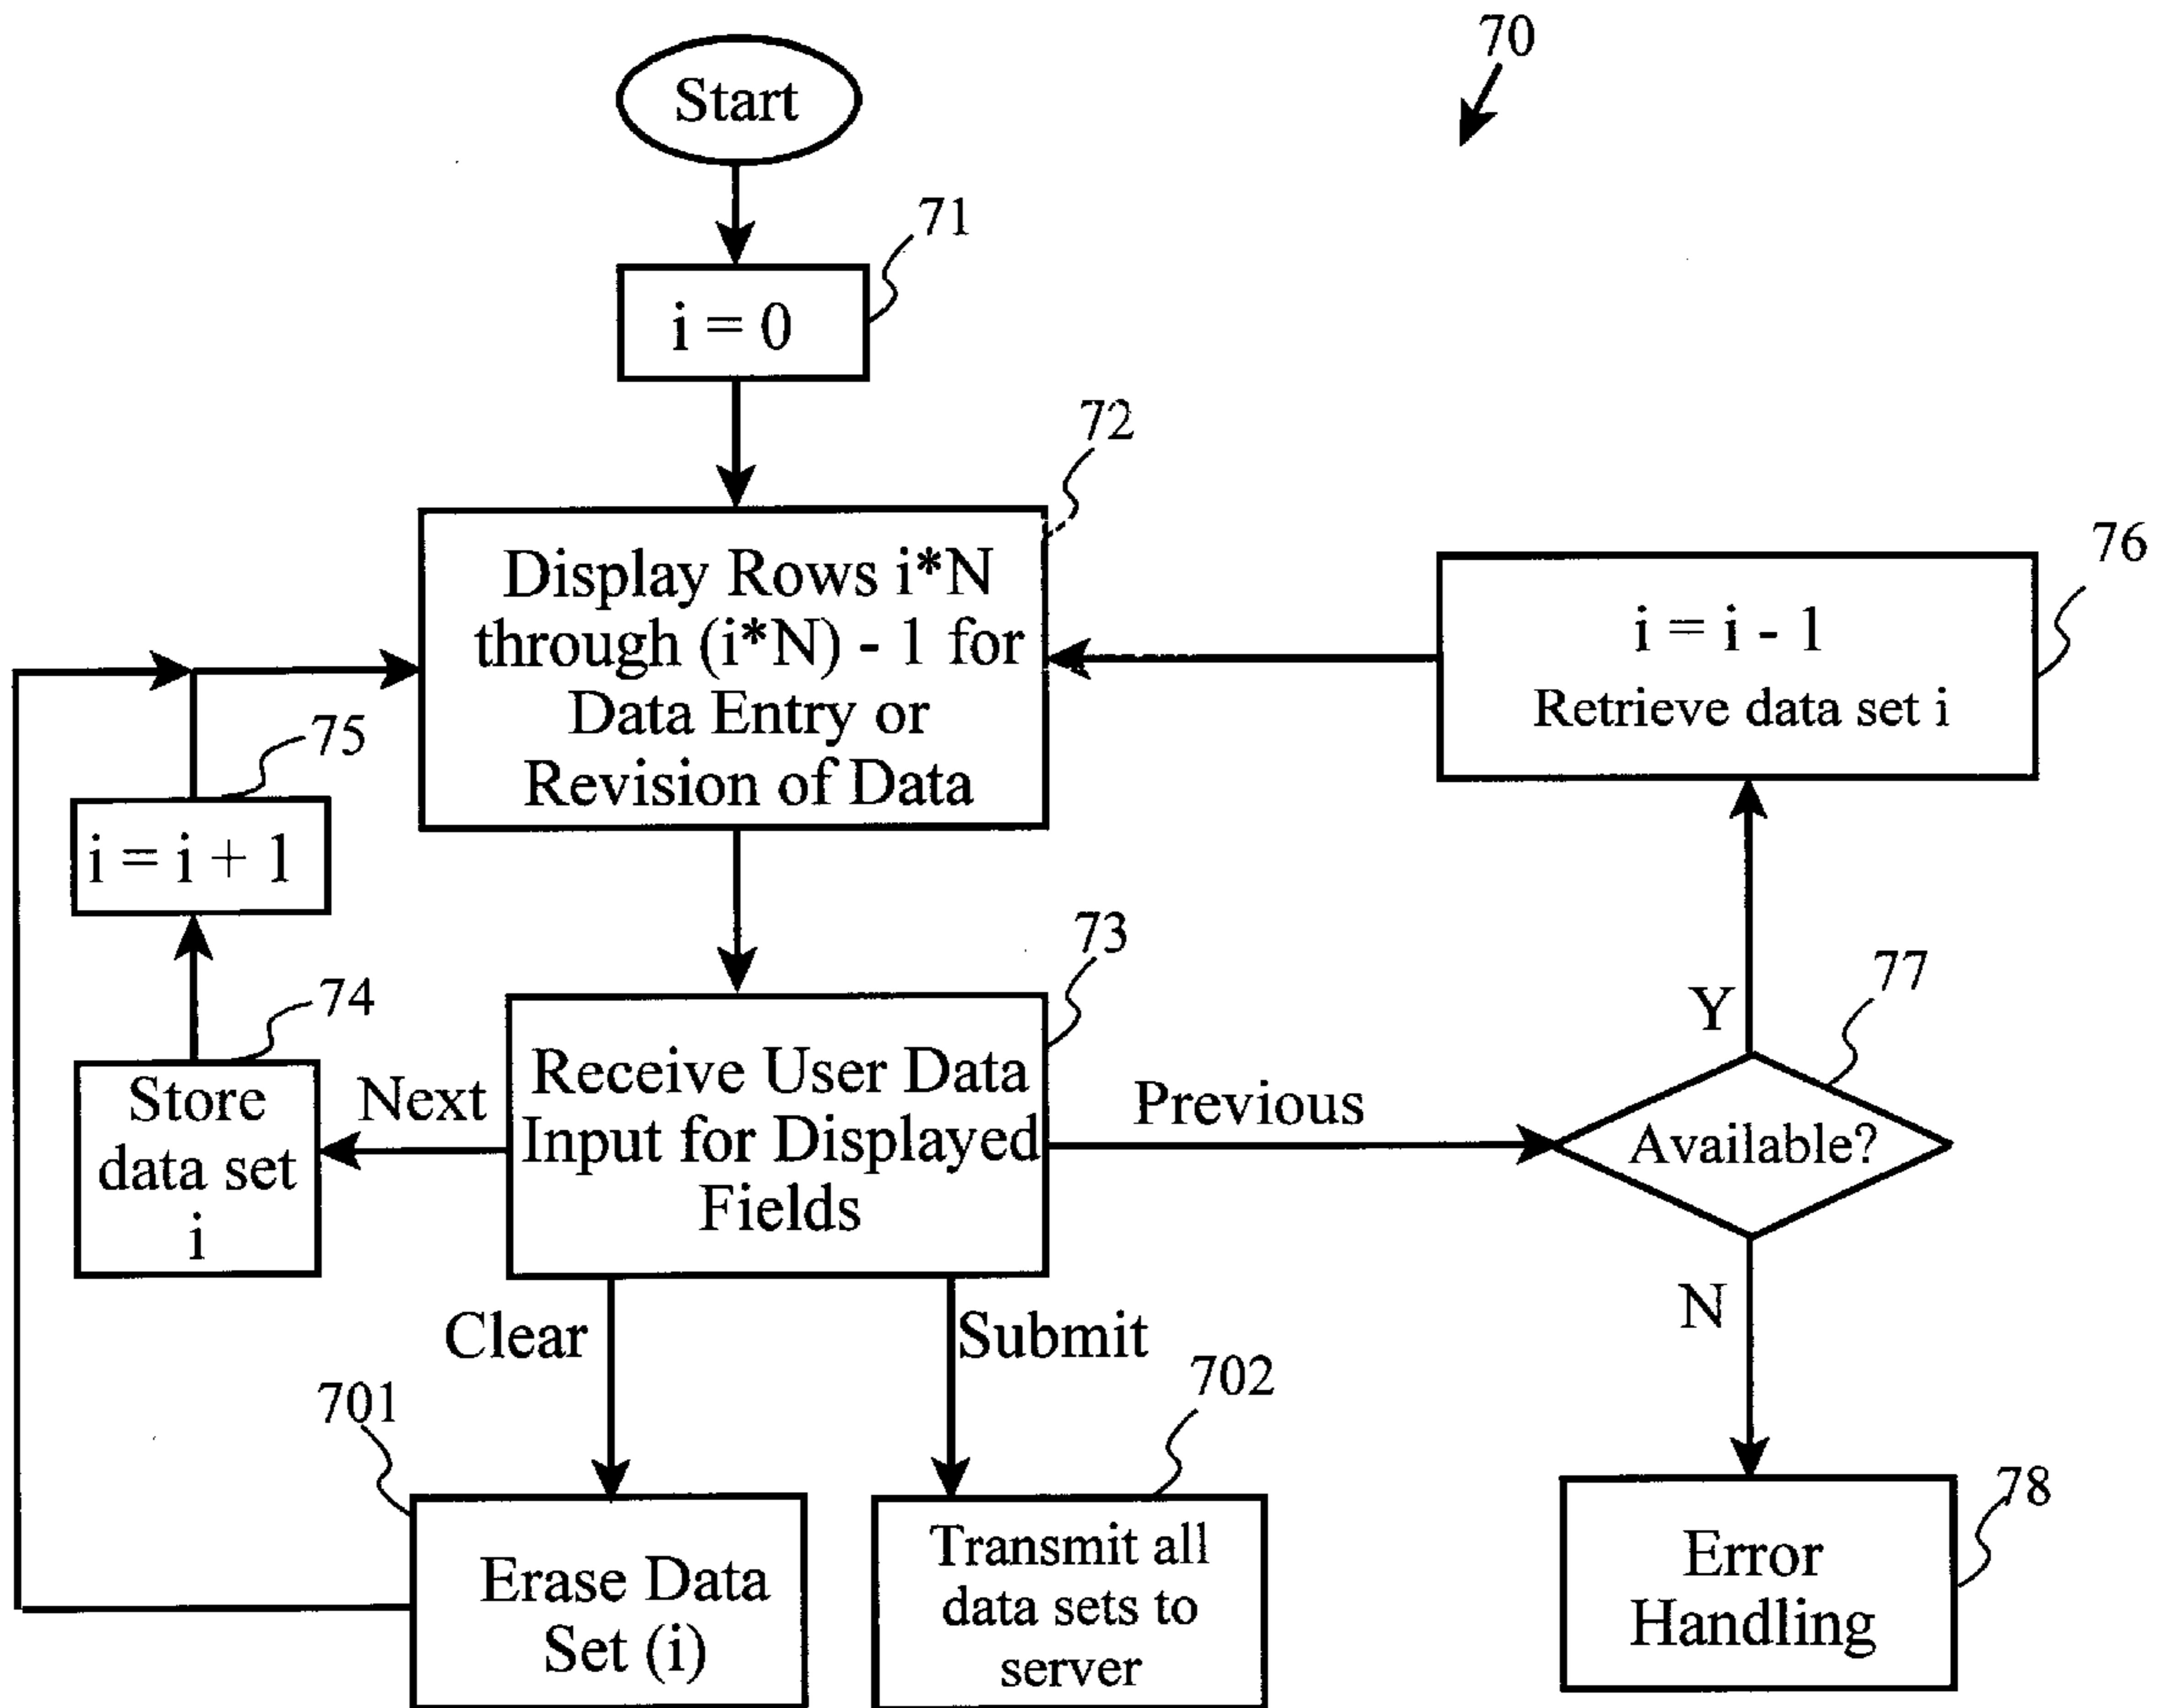 70
Start
71
i = 0
72
Display Rows i*N
through (i*N) - 1 for
Data Entry or
Revision of Data
76
i = i - 1
Retrieve data set i
75
i = i + 1
73
Receive User Data
Input for Displayed
Fields
74
Store
data set
i
Next
Previous
77
Available?
Y
N
Clear
Submit
701
Erase Data
Set (i)
702
Transmit all
data sets to
server
78
Error
Handling